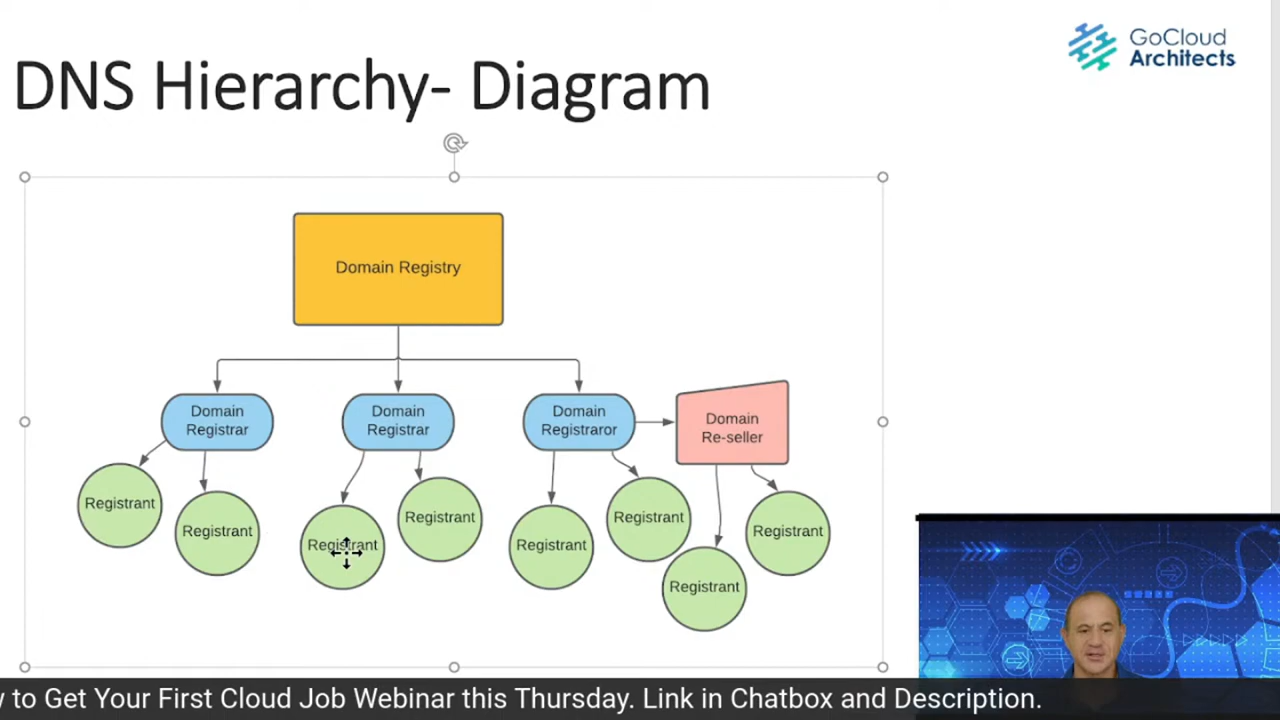 GoCloud
Architects
DNS Hierarchy- Diagram
Domain Registry
Domain
Registrar
Domain
Registrar
Domain
Registraror
Domain
Re-seller
Registrant
Registrant
Registrant
Registrant
Registrant
Registrant
Registrant
Registrant
to Get Your First Cloud Job Webinar this Thursday. Link in Chatbox and Description.